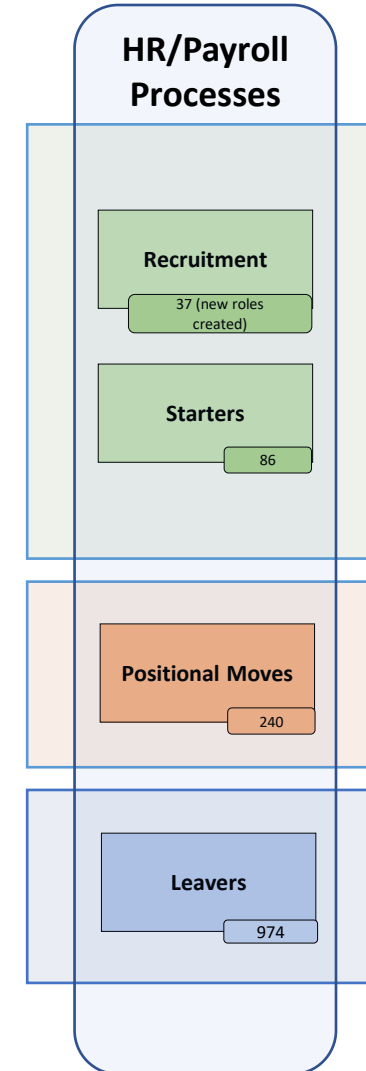 HR/Payroll
Processes
Recruitment
37 (new roles
created)
Starters
86
Positional Moves
240
Leavers
974